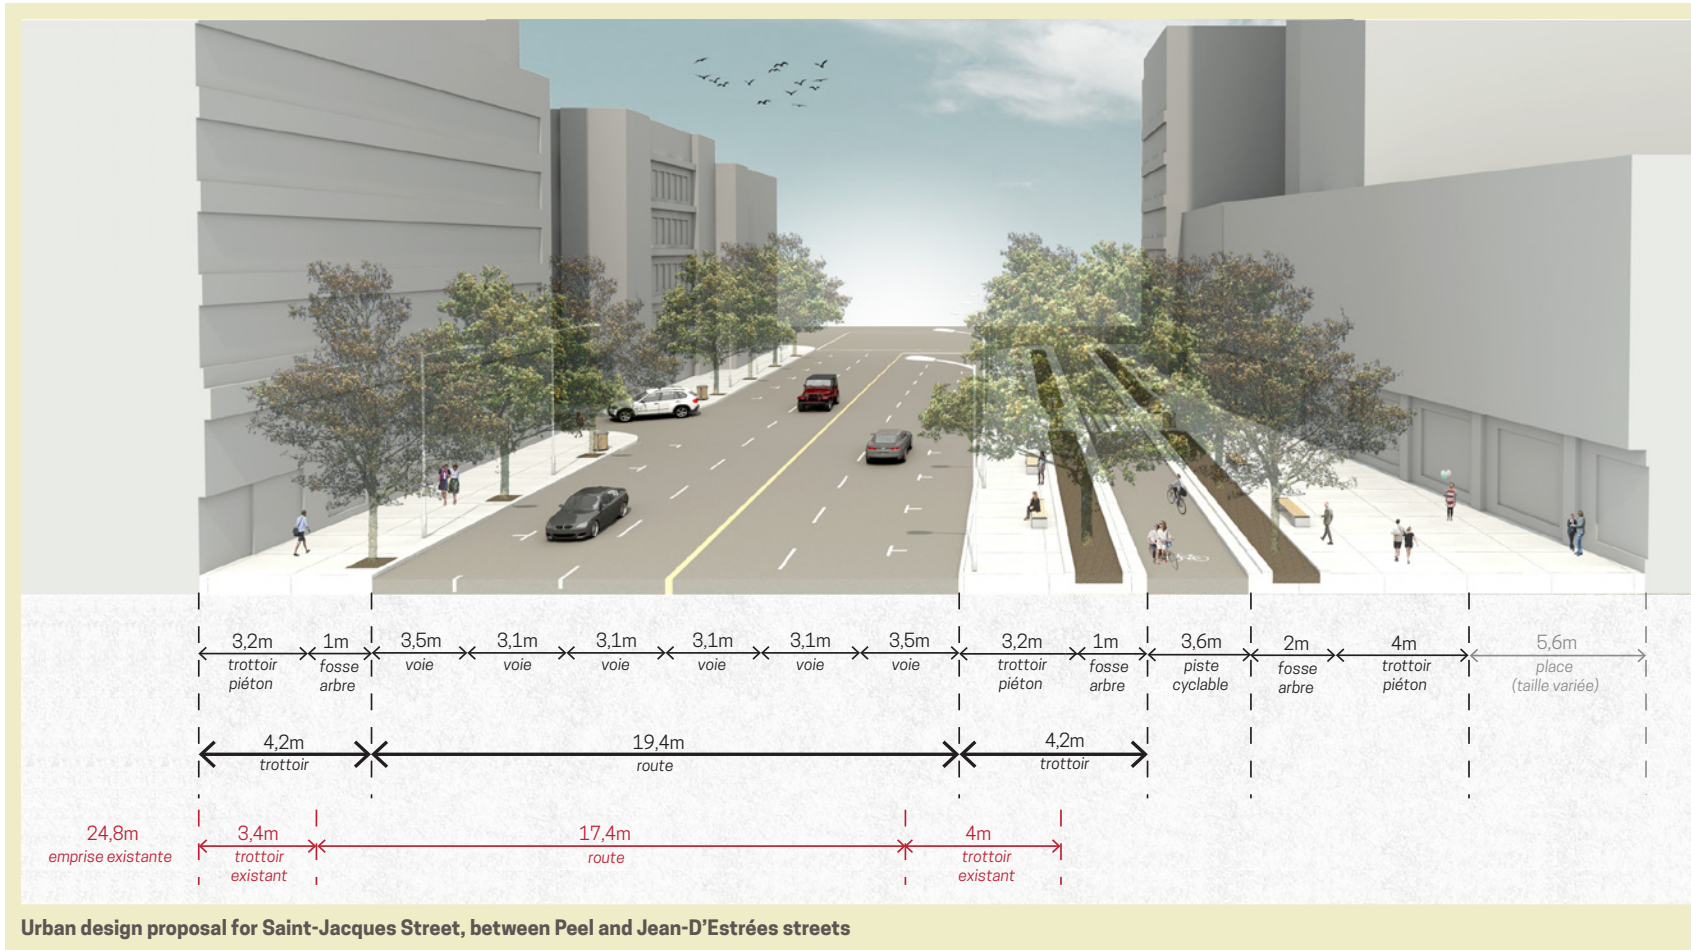 3,2m
trottoir
piéton
1m
fosse
arbre
3,5m
voie
3,1m
voie
3,1m
voie
3,1m
voie
3,1m
voie
3,5m
voie
3,2m
trottoir
piéton
1m
fosse
arbre
3,6m
piste
cyclable
2m
fosse
arbre
4m
trottoir
piéton
5,6m
place
(taille variée)
4,2m
trottoir
19,4m
route
4,2m
trottoir
24,8m
emprise existante
3,4m
trottoir
existant
17,4m
route
4m
trottoir
existant
Urban design proposal for Saint-Jacques Street, between Peel and Jean-D’Estrées streets